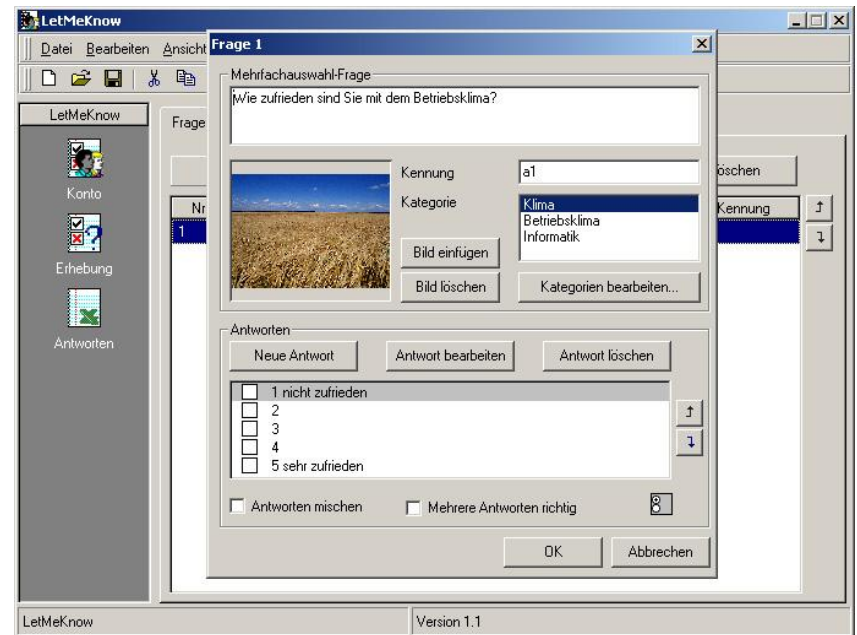 LetMeKnow
Datei Bearbeiten Ansicht
LetMeKnow
Konto
Erhebung
Antworten
Frage
öschen
Nr
Kennung
1
Frage 1
Mehrfachauswahl-Frage
Wie zufrieden sind Sie mit dem Betriebsklima?
Kennung
a1
Kategorie
Klima
Betriebsklima
Informatik
Bild einfügen
Bild löschen
Kategorien bearbeiten...
Antworten
Neue Antwort
Antwort bearbeiten
Antwort löschen
1 nicht zufrieden
2
3
4
5 sehr zufrieden
Antworten mischen
Mehrere Antworten richtig
OK
Abbrechen
LetMeKnow
Version 1.1